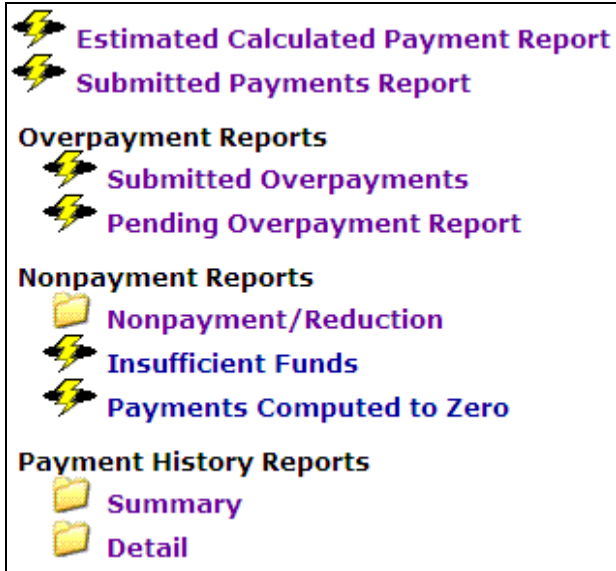 Estimated Calculated Payment Report
Submitted Payments Report
Overpayment Reports
Submitted Overpayments
Pending Overpayment Report
Nonpayment Reports
Nonpayment/Reduction
Insufficient Funds
Payments Computed to Zero
Payment History Reports
Summary
Detail